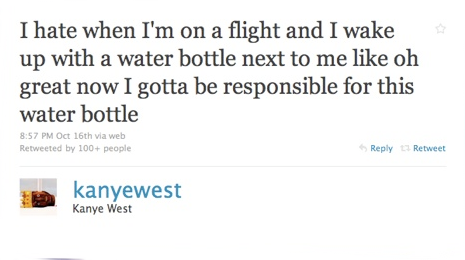 I hate when I'm on a flight and I wake
up with a water bottle next to me like oh
great now I gotta be responsible for this
water bottle
8:57 PM Oct 16th via web
Retweeted by 100+ people
Reply Retweet
kanyewest
Kanye West